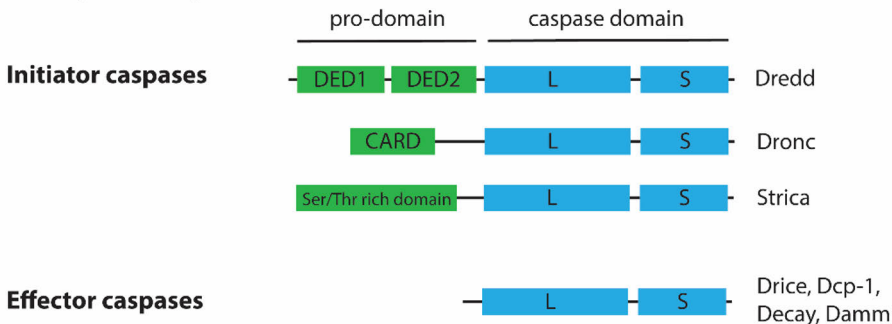 pro-domain caspase domain
Initiator caspases DED1 DED2 L S Dredd
CARD L S Dronc
Ser/Thr rich domain L S Strica
Effector caspases L S Drice, Dcp-1,
Decay, Damm